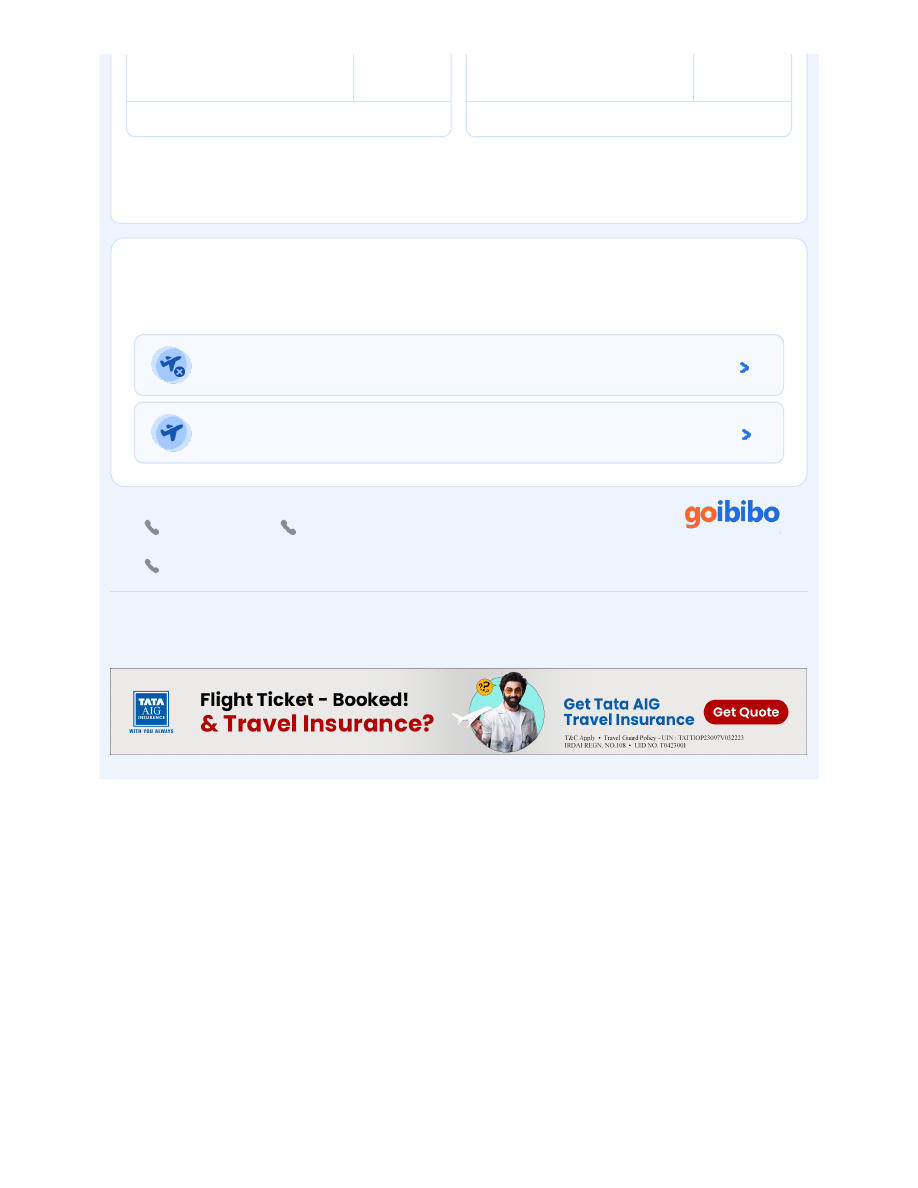 goibibo
TATA
AIG
INSURANCE
WITH YOU ALWAYS
Flight Ticket - Booked!
& Travel Insurance?
??
Get Tata AIG
Travel Insurance
Get Quote
T&C Apply • Travel Guard Policy - UIN : TATTIOP23097V032223
IRDAI REGN. NO.108 • UID NO. T0423001